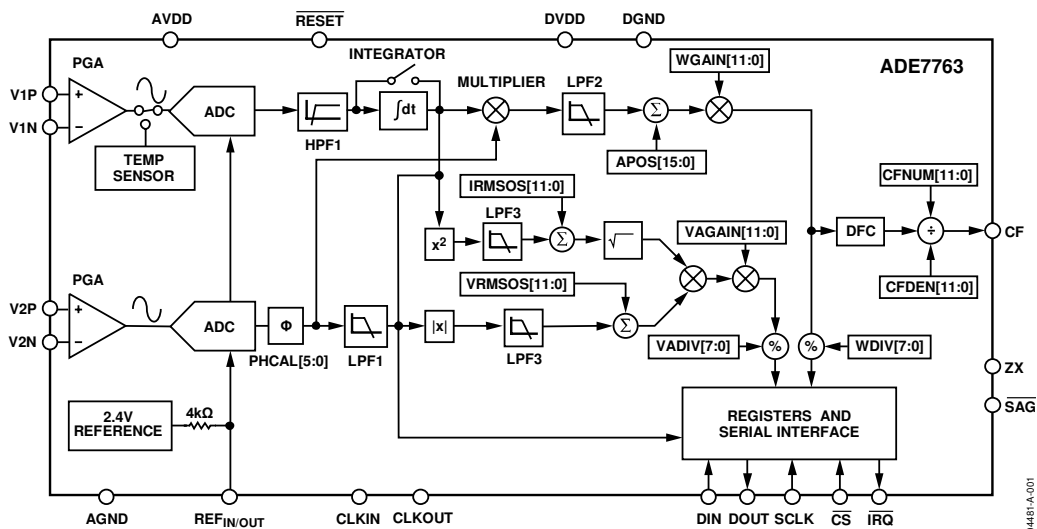 AVDD
RESET
DVDD
DGND
INTEGRATOR
WGAIN[11:0]
ADE7763
PGA
MULTIPLIER
LPF2
V1P
+
ADC
∫dt
Σ
V1N
−
HPF1
TEMP
SENSOR
APOS[15:0]
CFNUM[11:0]
IRMSOS[11:0]
LPF3
x²
Σ
√
VAGAIN[11:0]
DFC
÷
CF
PGA
VRMSOS[11:0]
CFDEN[11:0]
V2P
+
ADC
Φ
|x|
Σ
V2N
−
PHCAL[5:0]
LPF1
LPF3
VADIV[7:0]
%
%
WDIV[7:0]
ZX
2.4V
REFERENCE
4kΩ
REGISTERS AND
SERIAL INTERFACE
SAG
AGND
REFIN/OUT
CLKIN
CLKOUT
DIN
DOUT
SCLK
CS
IRQ
04481-A-001